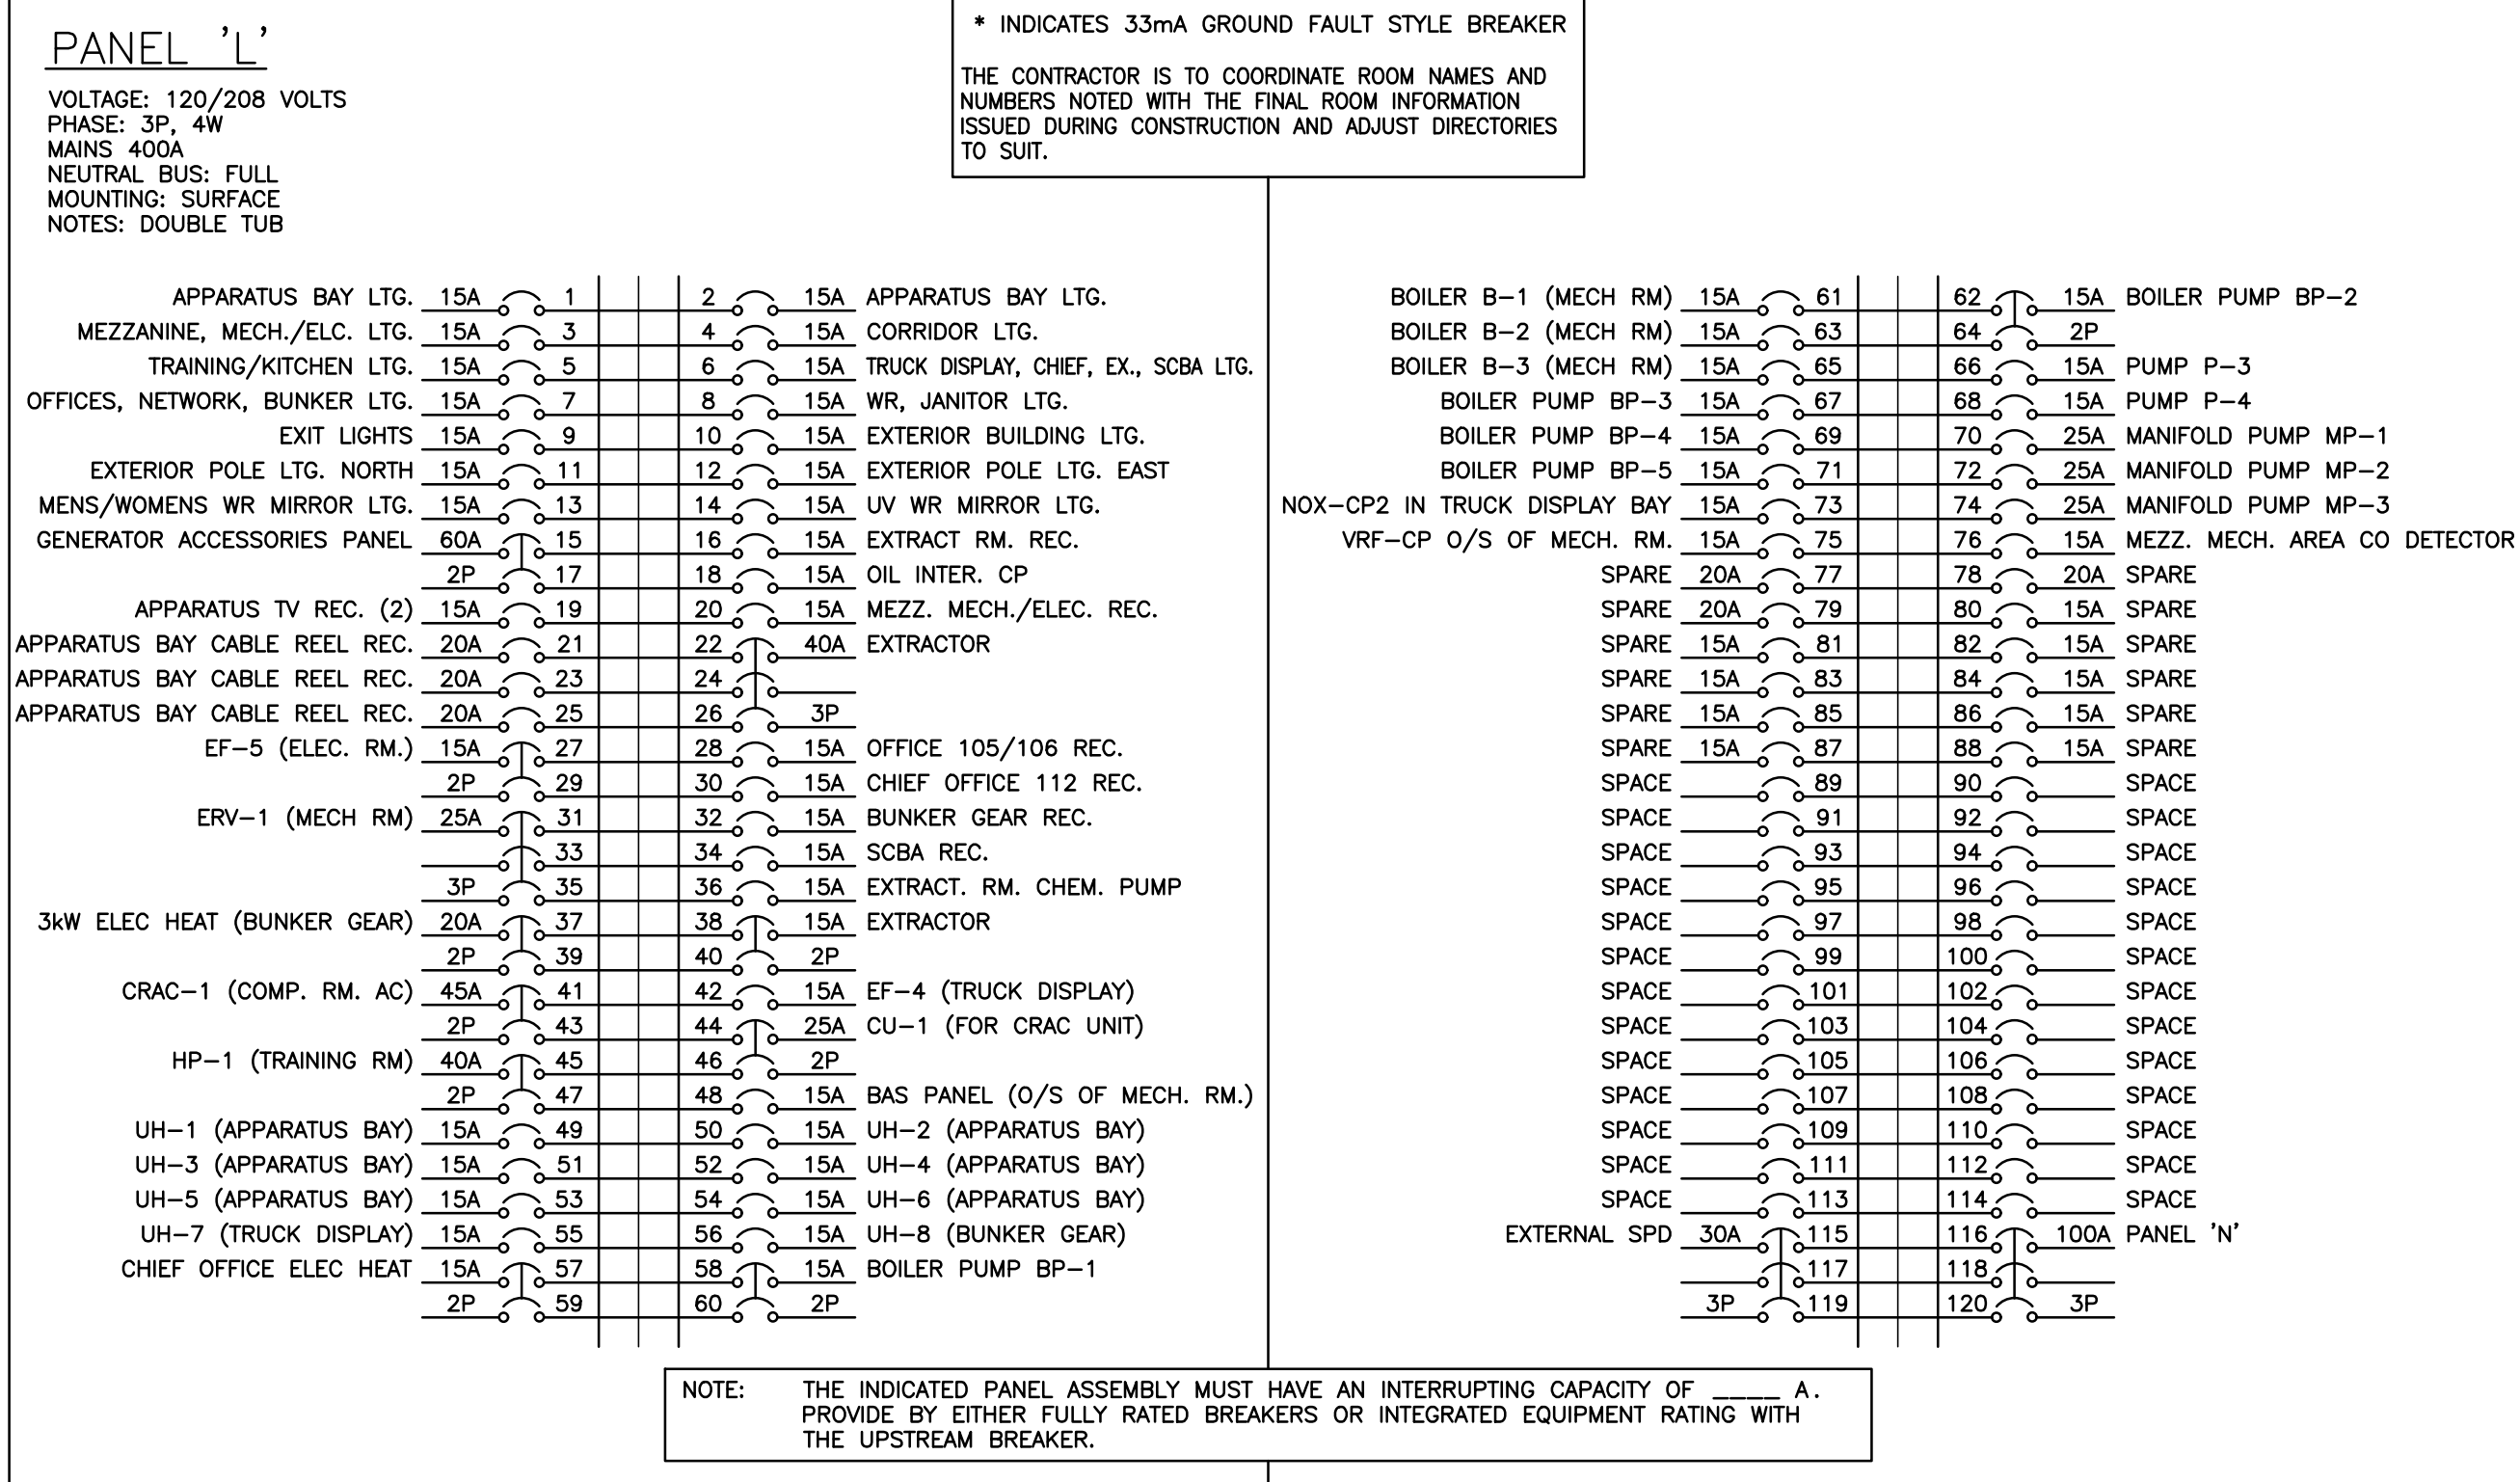 PANEL 'L'
VOLTAGE: 120/208 VOLTS
PHASE: 3P, 4W
MAINS 400A
NEUTRAL BUS: FULL
MOUNTING: SURFACE
NOTES: DOUBLE TUB
* INDICATES 33mA GROUND FAULT STYLE BREAKER
THE CONTRACTOR IS TO COORDINATE ROOM NAMES AND
NUMBERS NOTED WITH THE FINAL ROOM INFORMATION
ISSUED DURING CONSTRUCTION AND ADJUST DIRECTORIES
TO SUIT.
APPARATUS BAY LTG. 15A 1 2 15A APPARATUS BAY LTG.
MEZZANINE, MECH./ELC. LTG. 15A 3 4 15A CORRIDOR LTG.
TRAINING/KITCHEN LTG. 15A 5 6 15A TRUCK DISPLAY, CHIEF, EX., SCBA LTG.
OFFICES, NETWORK, BUNKER LTG. 15A 7 8 15A WR, JANITOR LTG.
EXIT LIGHTS 15A 9 10 15A EXTERIOR BUILDING LTG.
EXTERIOR POLE LTG. NORTH 15A 11 12 15A EXTERIOR POLE LTG. EAST
MENS/WOMENS WR MIRROR LTG. 15A 13 14 15A UV WR MIRROR LTG.
GENERATOR ACCESSORIES PANEL 60A 15 16 15A EXTRACT RM. REC.
2P 17 18 15A OIL INTER. CP
APPARATUS TV REC. (2) 15A 19 20 15A MEZZ. MECH./ELEC. REC.
APPARATUS BAY CABLE REEL REC. 20A 21 22 40A EXTRACTOR
APPARATUS BAY CABLE REEL REC. 20A 23 24
APPARATUS BAY CABLE REEL REC. 20A 25 26 3P
EF-5 (ELEC. RM.) 15A 27 28 15A OFFICE 105/106 REC.
2P 29 30 15A CHIEF OFFICE 112 REC.
ERV-1 (MECH RM) 25A 31 32 15A BUNKER GEAR REC.
33 34 15A SCBA REC.
3P 35 36 15A EXTRACT. RM. CHEM. PUMP
3kW ELEC HEAT (BUNKER GEAR) 20A 37 38 15A EXTRACTOR
2P 39 40 2P
CRAC-1 (COMP. RM. AC) 45A 41 42 15A EF-4 (TRUCK DISPLAY)
2P 43 44 25A CU-1 (FOR CRAC UNIT)
HP-1 (TRAINING RM) 40A 45 46 2P
2P 47 48 15A BAS PANEL (O/S OF MECH. RM.)
UH-1 (APPARATUS BAY) 15A 49 50 15A UH-2 (APPARATUS BAY)
UH-3 (APPARATUS BAY) 15A 51 52 15A UH-4 (APPARATUS BAY)
UH-5 (APPARATUS BAY) 15A 53 54 15A UH-6 (APPARATUS BAY)
UH-7 (TRUCK DISPLAY) 15A 55 56 15A UH-8 (BUNKER GEAR)
CHIEF OFFICE ELEC HEAT 15A 57 58 15A BOILER PUMP BP-1
2P 59 60 2P
BOILER B-1 (MECH RM) 15A 61 62 15A BOILER PUMP BP-2
BOILER B-2 (MECH RM) 15A 63 64 2P
BOILER B-3 (MECH RM) 15A 65 66 15A PUMP P-3
BOILER PUMP BP-3 15A 67 68 15A PUMP P-4
BOILER PUMP BP-4 15A 69 70 25A MANIFOLD PUMP MP-1
BOILER PUMP BP-5 15A 71 72 25A MANIFOLD PUMP MP-2
NOX-CP2 IN TRUCK DISPLAY BAY 15A 73 74 25A MANIFOLD PUMP MP-3
VRF-CP O/S OF MECH. RM. 15A 75 76 15A MEZZ. MECH. AREA CO DETECTOR
SPARE 20A 77 78 20A SPARE
SPARE 20A 79 80 15A SPARE
SPARE 15A 81 82 15A SPARE
SPARE 15A 83 84 15A SPARE
SPARE 15A 85 86 15A SPARE
SPARE 15A 87 88 15A SPARE
SPACE 89 90 SPACE
SPACE 91 92 SPACE
SPACE 93 94 SPACE
SPACE 95 96 SPACE
SPACE 97 98 SPACE
SPACE 99 100 SPACE
SPACE 101 102 SPACE
SPACE 103 104 SPACE
SPACE 105 106 SPACE
SPACE 107 108 SPACE
SPACE 109 110 SPACE
SPACE 111 112 SPACE
SPACE 113 114 SPACE
EXTERNAL SPD 30A 115 116 100A PANEL 'N'
117 118
3P 119 120 3P
NOTE: THE INDICATED PANEL ASSEMBLY MUST HAVE AN INTERRUPTING CAPACITY OF ____ A.
PROVIDE BY EITHER FULLY RATED BREAKERS OR INTEGRATED EQUIPMENT RATING WITH
THE UPSTREAM BREAKER.